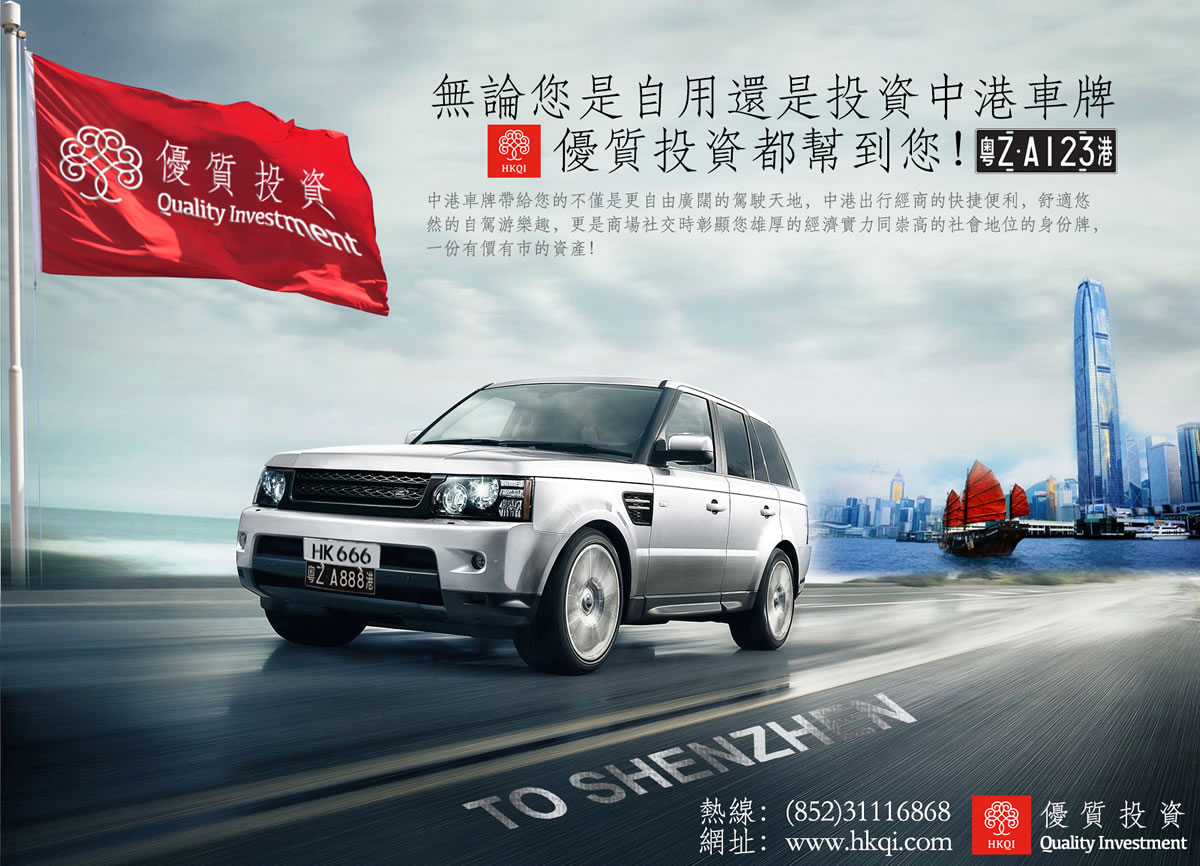 無論您是自用還是投資中港車牌
HKQI 優質投資都幫到您! 粤Z·A123港
中港車牌帶給您的不僅是更自由廣闊的駕駛天地，中港出行經商的快捷便利，舒適悠
然的自駕游樂趣，更是商場社交時彰顯您雄厚的經濟實力同崇高的社會地位的身份牌，
一份有價有市的資產!
優質投資
Quality Investment
HK 666
粤Z A888港
TO SHENZHEN
熱線：(852)31116868
網址：www.hkqi.com
HKQI
優質投資
Quality Investment